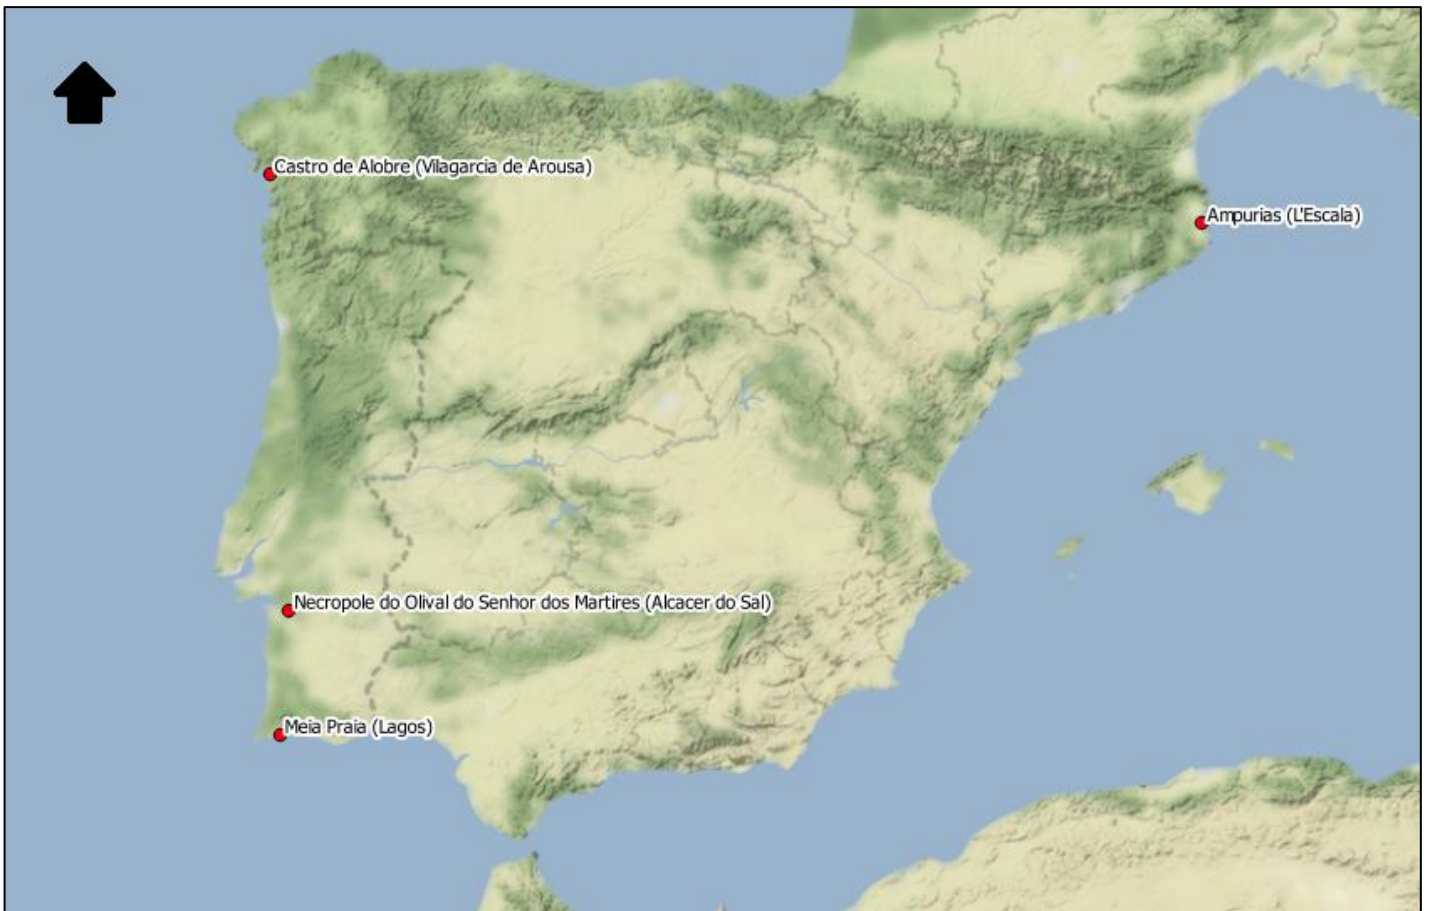 Castro de Alobre (Vilagarcia de Arousa)
Ampurias (L'Escala)
Necropole do Olival do Senhor dos Martires (Alcacer do Sal)
Meia Praia (Lagos)